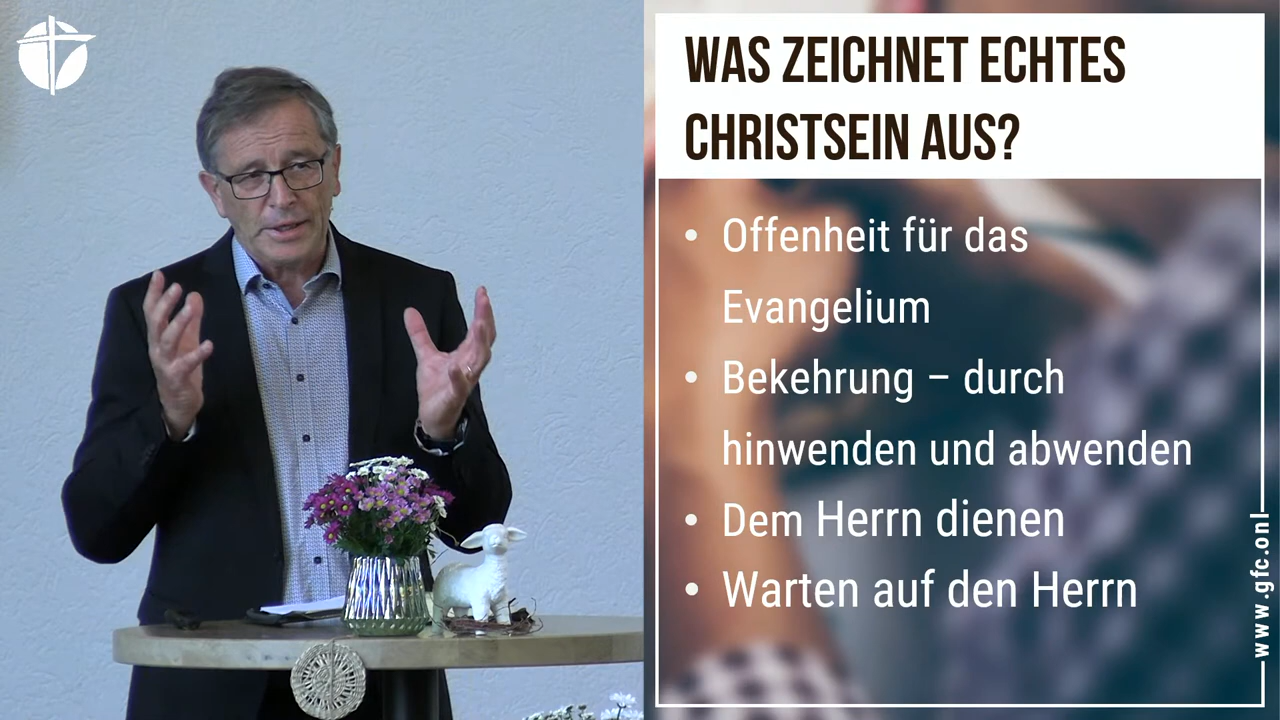 WAS ZEICHNET ECHTES
CHRISTSEIN AUS?
• Offenheit für das
Evangelium
• Bekehrung – durch
hinwenden und abwenden
• Dem Herrn dienen
• Warten auf den Herrn
www.gfc.onl